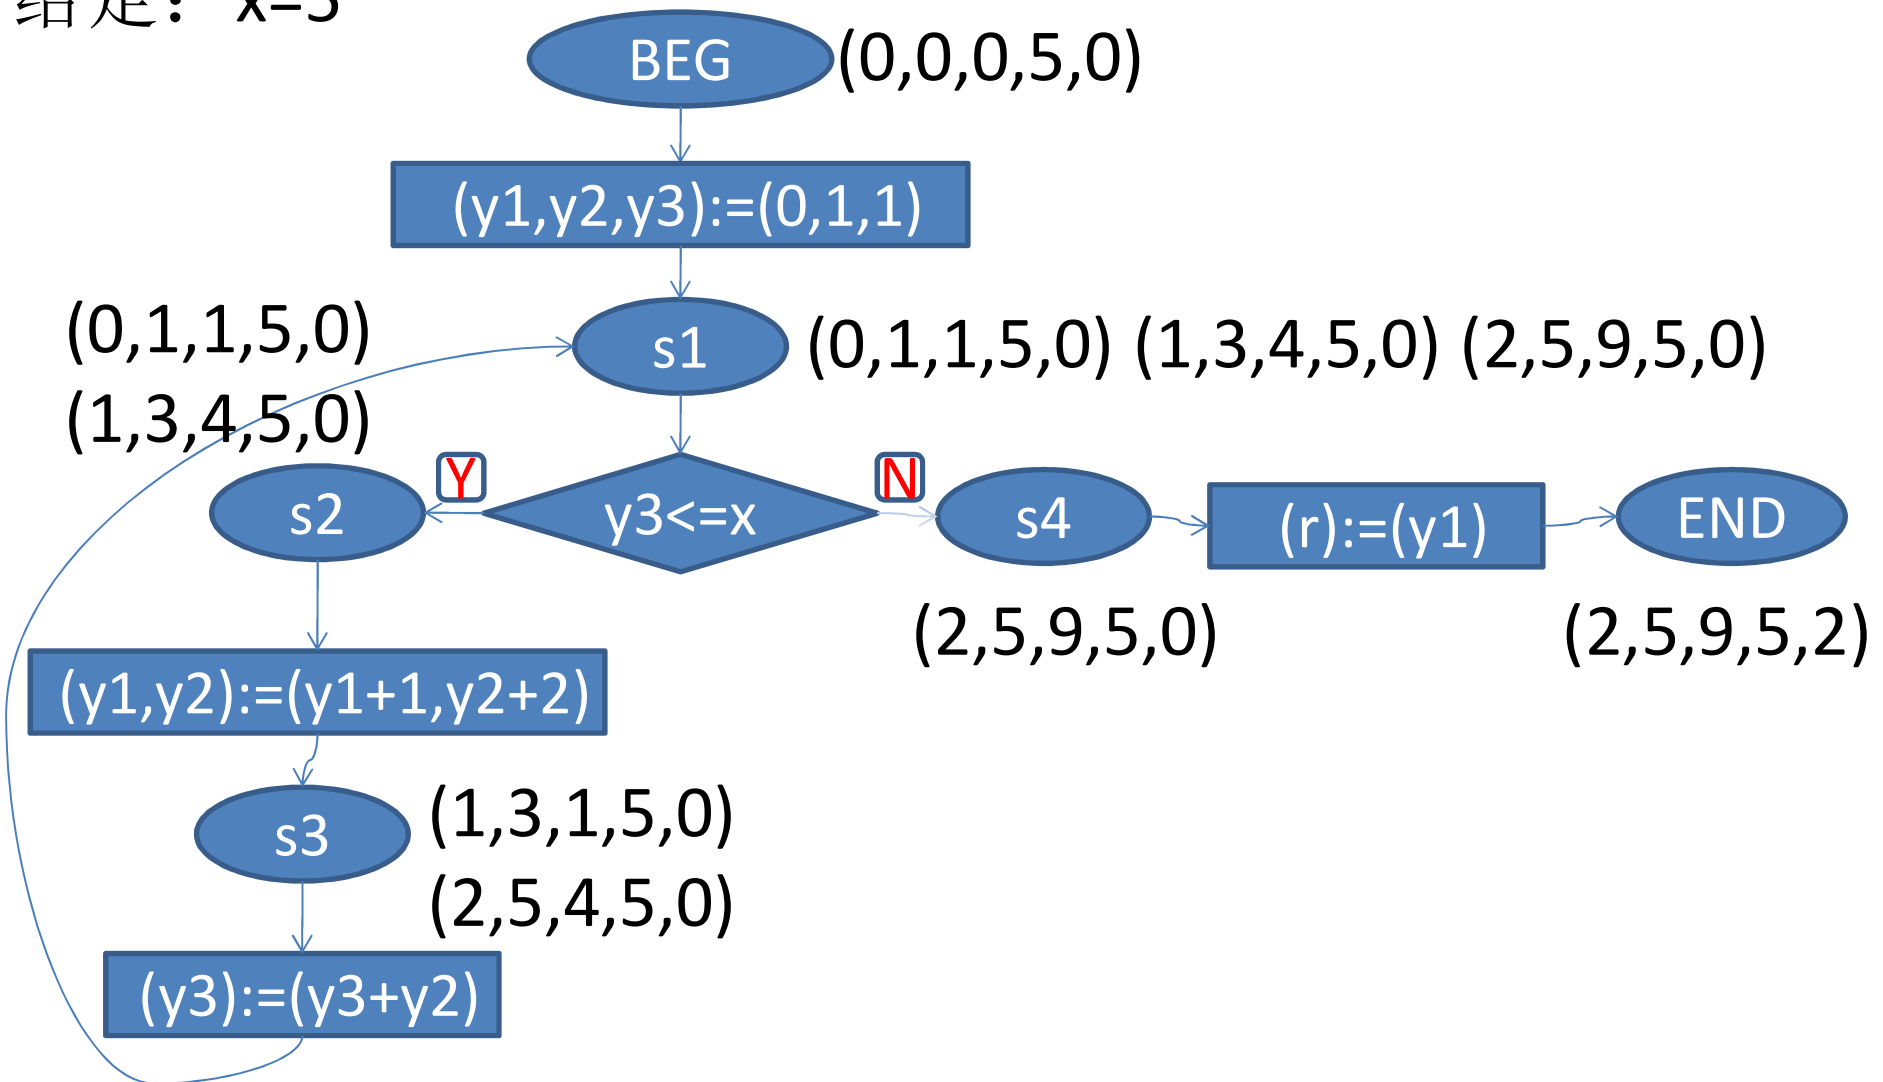 给定：x=5
BEG (0,0,0,5,0)
(y1,y2,y3):=(0,1,1)
(0,1,1,5,0)
(1,3,4,5,0)
s1 (0,1,1,5,0) (1,3,4,5,0) (2,5,9,5,0)
s2
Y
y3<=x
N
s4
(r):=(y1)
END
(2,5,9,5,0)
(2,5,9,5,2)
(y1,y2):=(y1+1,y2+2)
s3
(1,3,1,5,0)
(2,5,4,5,0)
(y3):=(y3+y2)